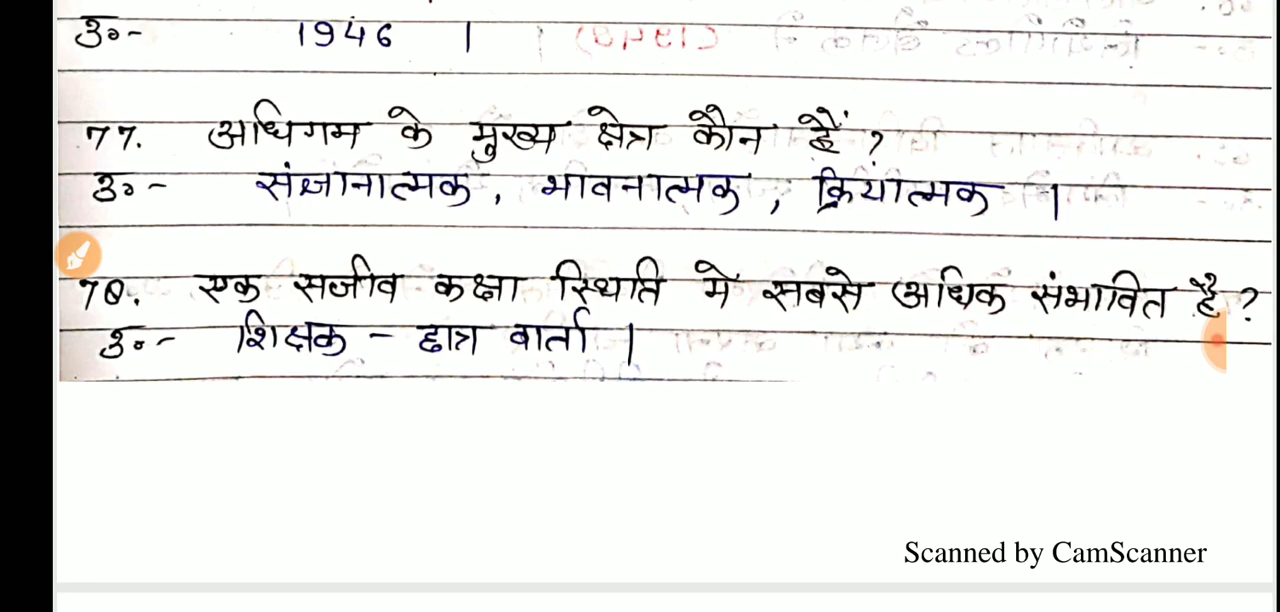 उ०- 1946 |
77. अधिगम के मुख्य क्षेत्र कौन हैं ?
उ०- संज्ञानात्मक, भावनात्मक, क्रियात्मक |
78. एक सजीव कक्षा स्थिति में सबसे अधिक संभावित है ?
उ०- शिक्षक - छात्र वार्ता |
Scanned by CamScanner